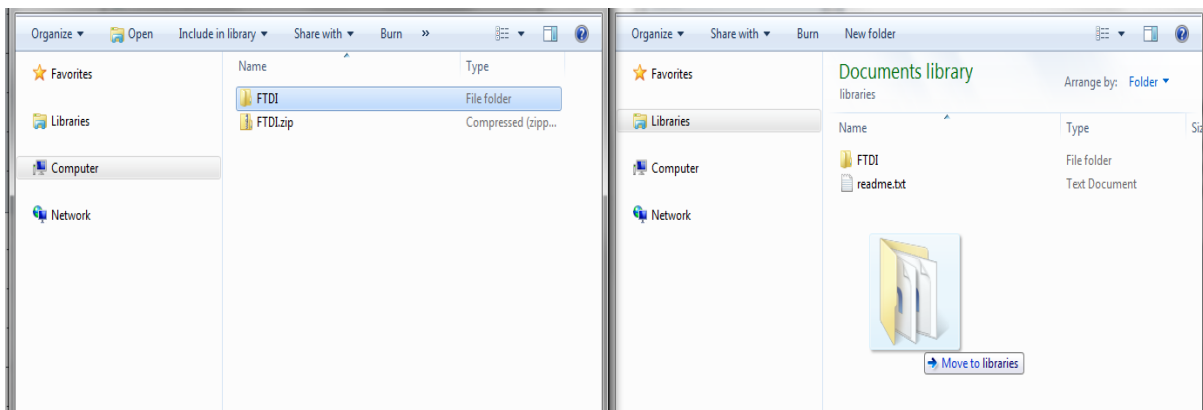 Organize Open Include in library Share with Burn »
Favorites
Libraries
Computer
Network
Name Type
FTDI File folder
FTDI.zip Compressed (zipp...
Organize Share with Burn New folder
Favorites
Libraries
Computer
Network
Documents library
libraries
Arrange by: Folder
Name Type Siz
FTDI File folder
readme.txt Text Document
Move to libraries